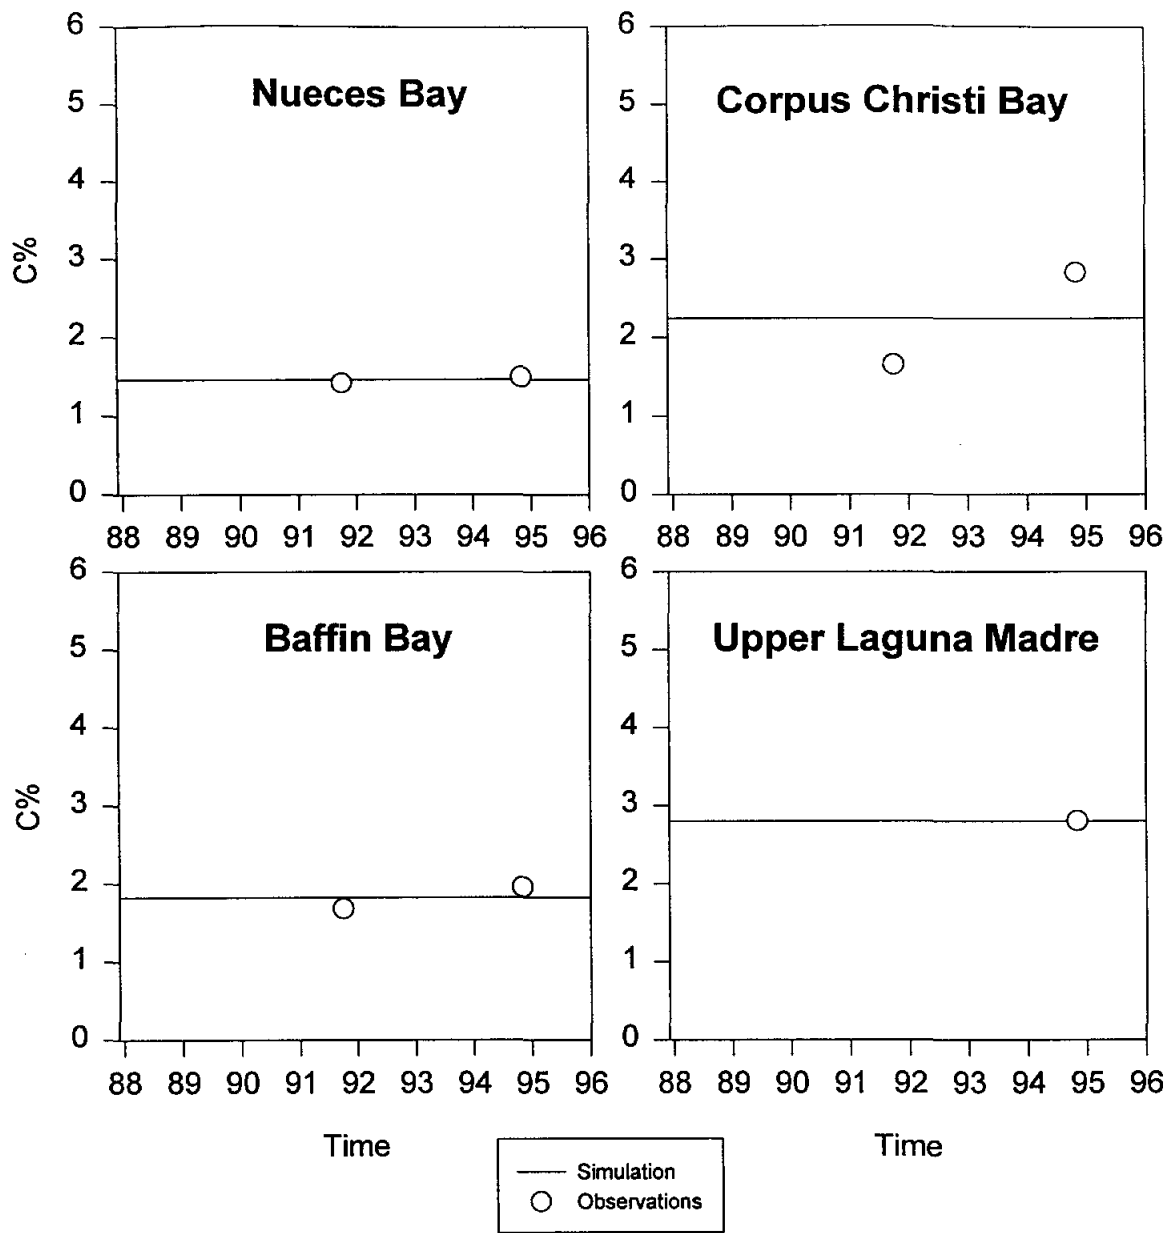 Nueces Bay
C%
6
5
4
3
2
1
0
88 89 90 91 92 93 94 95 96
Corpus Christi Bay
6
5
4
3
2
1
0
88 89 90 91 92 93 94 95 96
Baffin Bay
C%
6
5
4
3
2
1
0
88 89 90 91 92 93 94 95 96
Time
Upper Laguna Madre
6
5
4
3
2
1
0
88 89 90 91 92 93 94 95 96
Time
Simulation
Observations